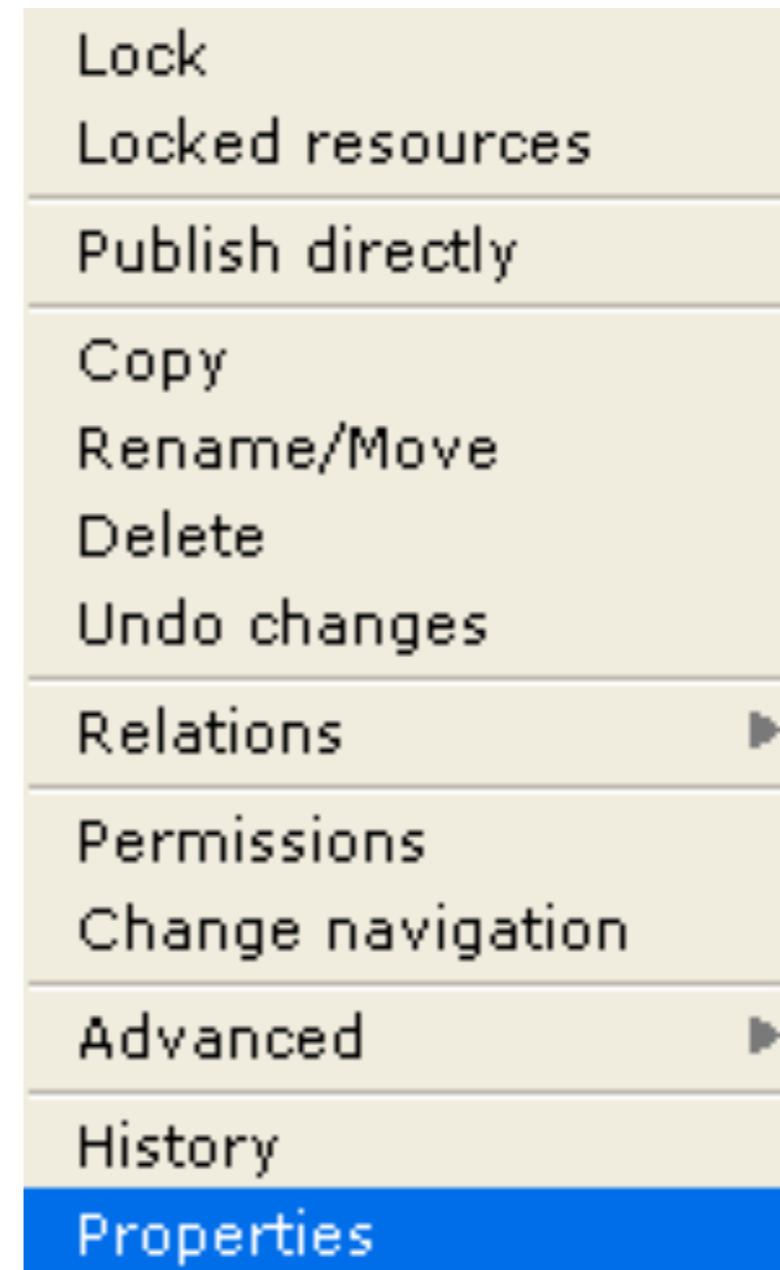 Lock
Locked resources
Publish directly
Copy
Rename/Move
Delete
Undo changes
Relations
Permissions
Change navigation
Advanced
History
Properties